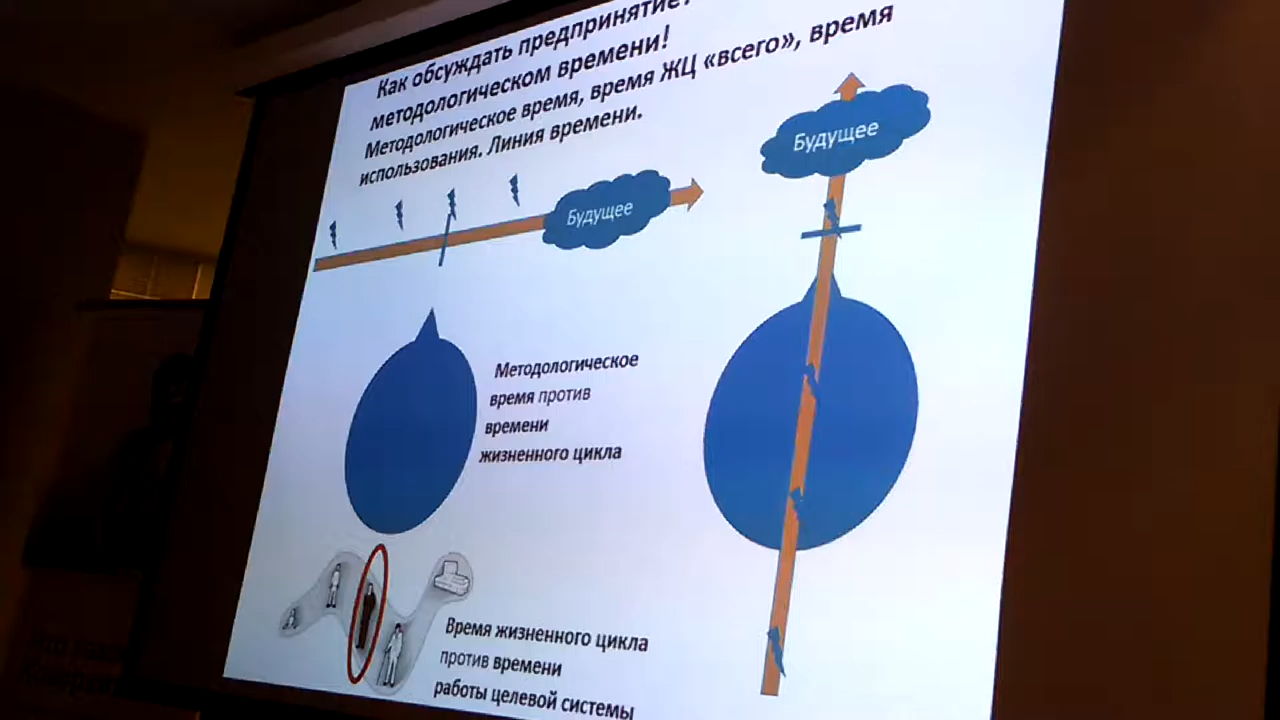 Как обсуждать предприятие?
методологическом времени!
Методологическое время, время ЖЦ «всего», время
использования. Линия времени.
Будущее
Будущее
Методологическое
время против
времени
жизненного цикла
Время жизненного цикла
против времени
работы целевой системы